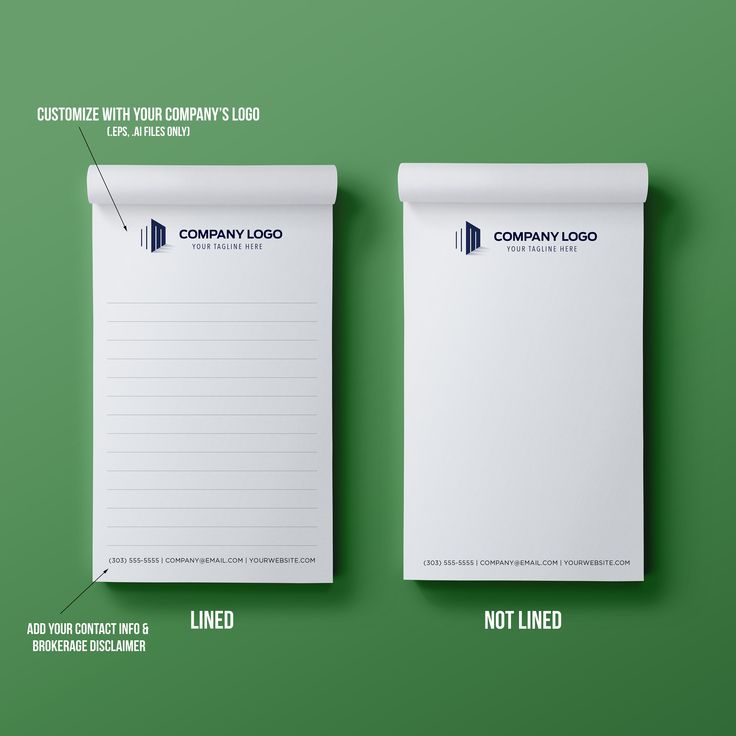 CUSTOMIZE WITH YOUR COMPANY'S LOGO
(.EPS, .AI FILES ONLY)
COMPANY LOGO
YOUR TAGLINE HERE
(303) 555-5555 | COMPANY@EMAIL.COM | YOURWEBSITE.COM
COMPANY LOGO
YOUR TAGLINE HERE
(303) 555-5555 | COMPANY@EMAIL.COM | YOURWEBSITE.COM
ADD YOUR CONTACT INFO &
BROKERAGE DISCLAIMER
LINED
NOT LINED